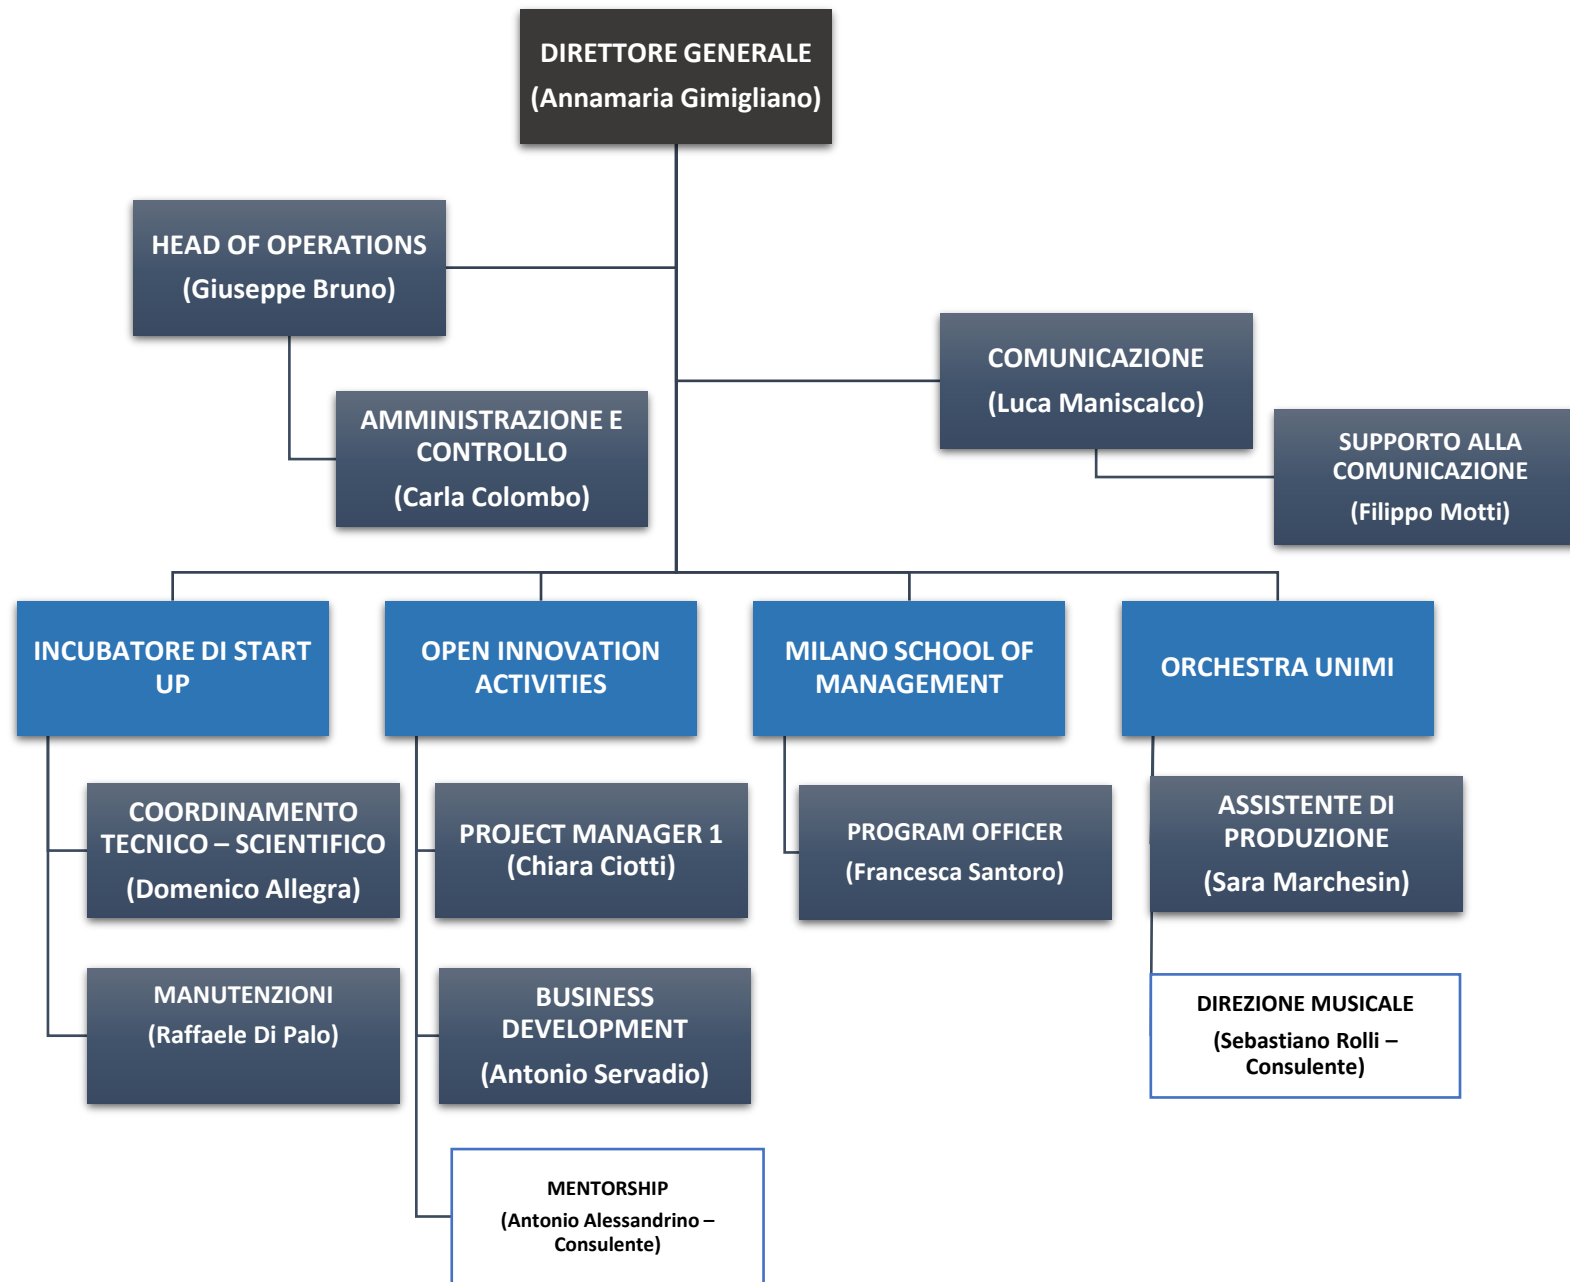 DIRETTORE GENERALE
(Annamaria Gimigliano)
HEAD OF OPERATIONS
(Giuseppe Bruno)
COMUNICAZIONE
(Luca Maniscalco)
AMMINISTRAZIONE E
CONTROLLO
(Carla Colombo)
SUPPORTO ALLA
COMUNICAZIONE
(Filippo Motti)
INCUBATORE DI START
UP
OPEN INNOVATION
ACTIVITIES
MILANO SCHOOL OF
MANAGEMENT
ORCHESTRA UNIMI
COORDINAMENTO
TECNICO – SCIENTIFICO
(Domenico Allegra)
PROJECT MANAGER 1
(Chiara Ciotti)
PROGRAM OFFICER
(Francesca Santoro)
ASSISTENTE DI
PRODUZIONE
(Sara Marchesin)
MANUTENZIONI
(Raffaele Di Palo)
BUSINESS
DEVELOPMENT
(Antonio Servadio)
DIREZIONE MUSICALE
(Sebastiano Rolli –
Consulente)
MENTORSHIP
(Antonio Alessandrino –
Consulente)